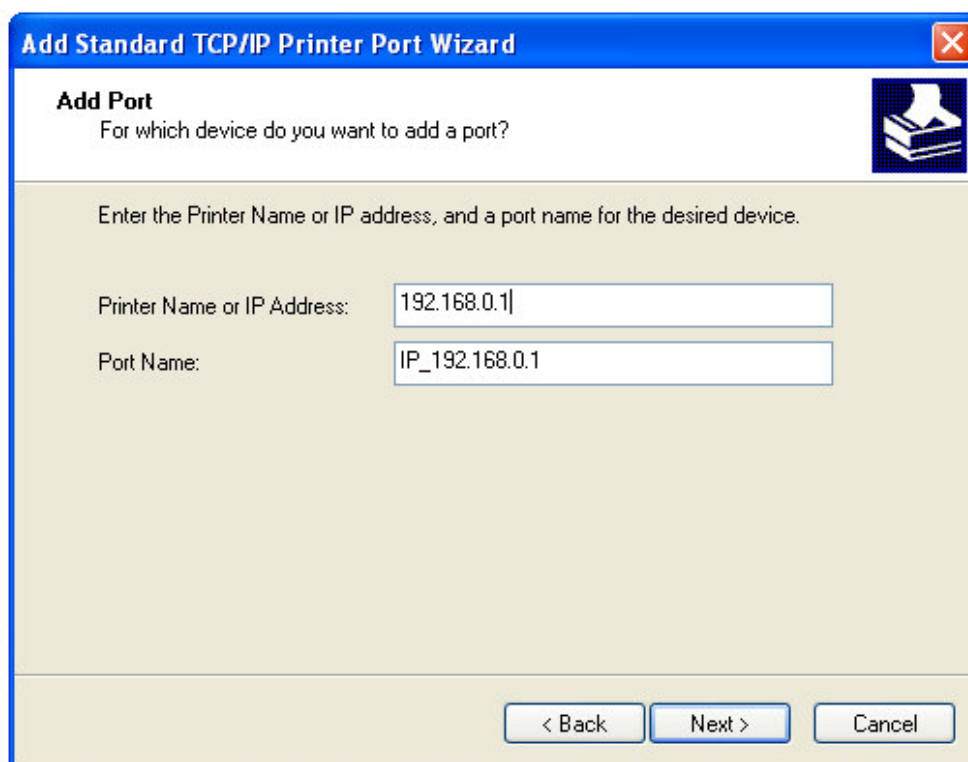 Add Standard TCP/IP Printer Port Wizard
Add Port
For which device do you want to add a port?
Enter the Printer Name or IP address, and a port name for the desired device.
Printer Name or IP Address: 192.168.0.1
Port Name: IP_192.168.0.1
< Back Next > Cancel